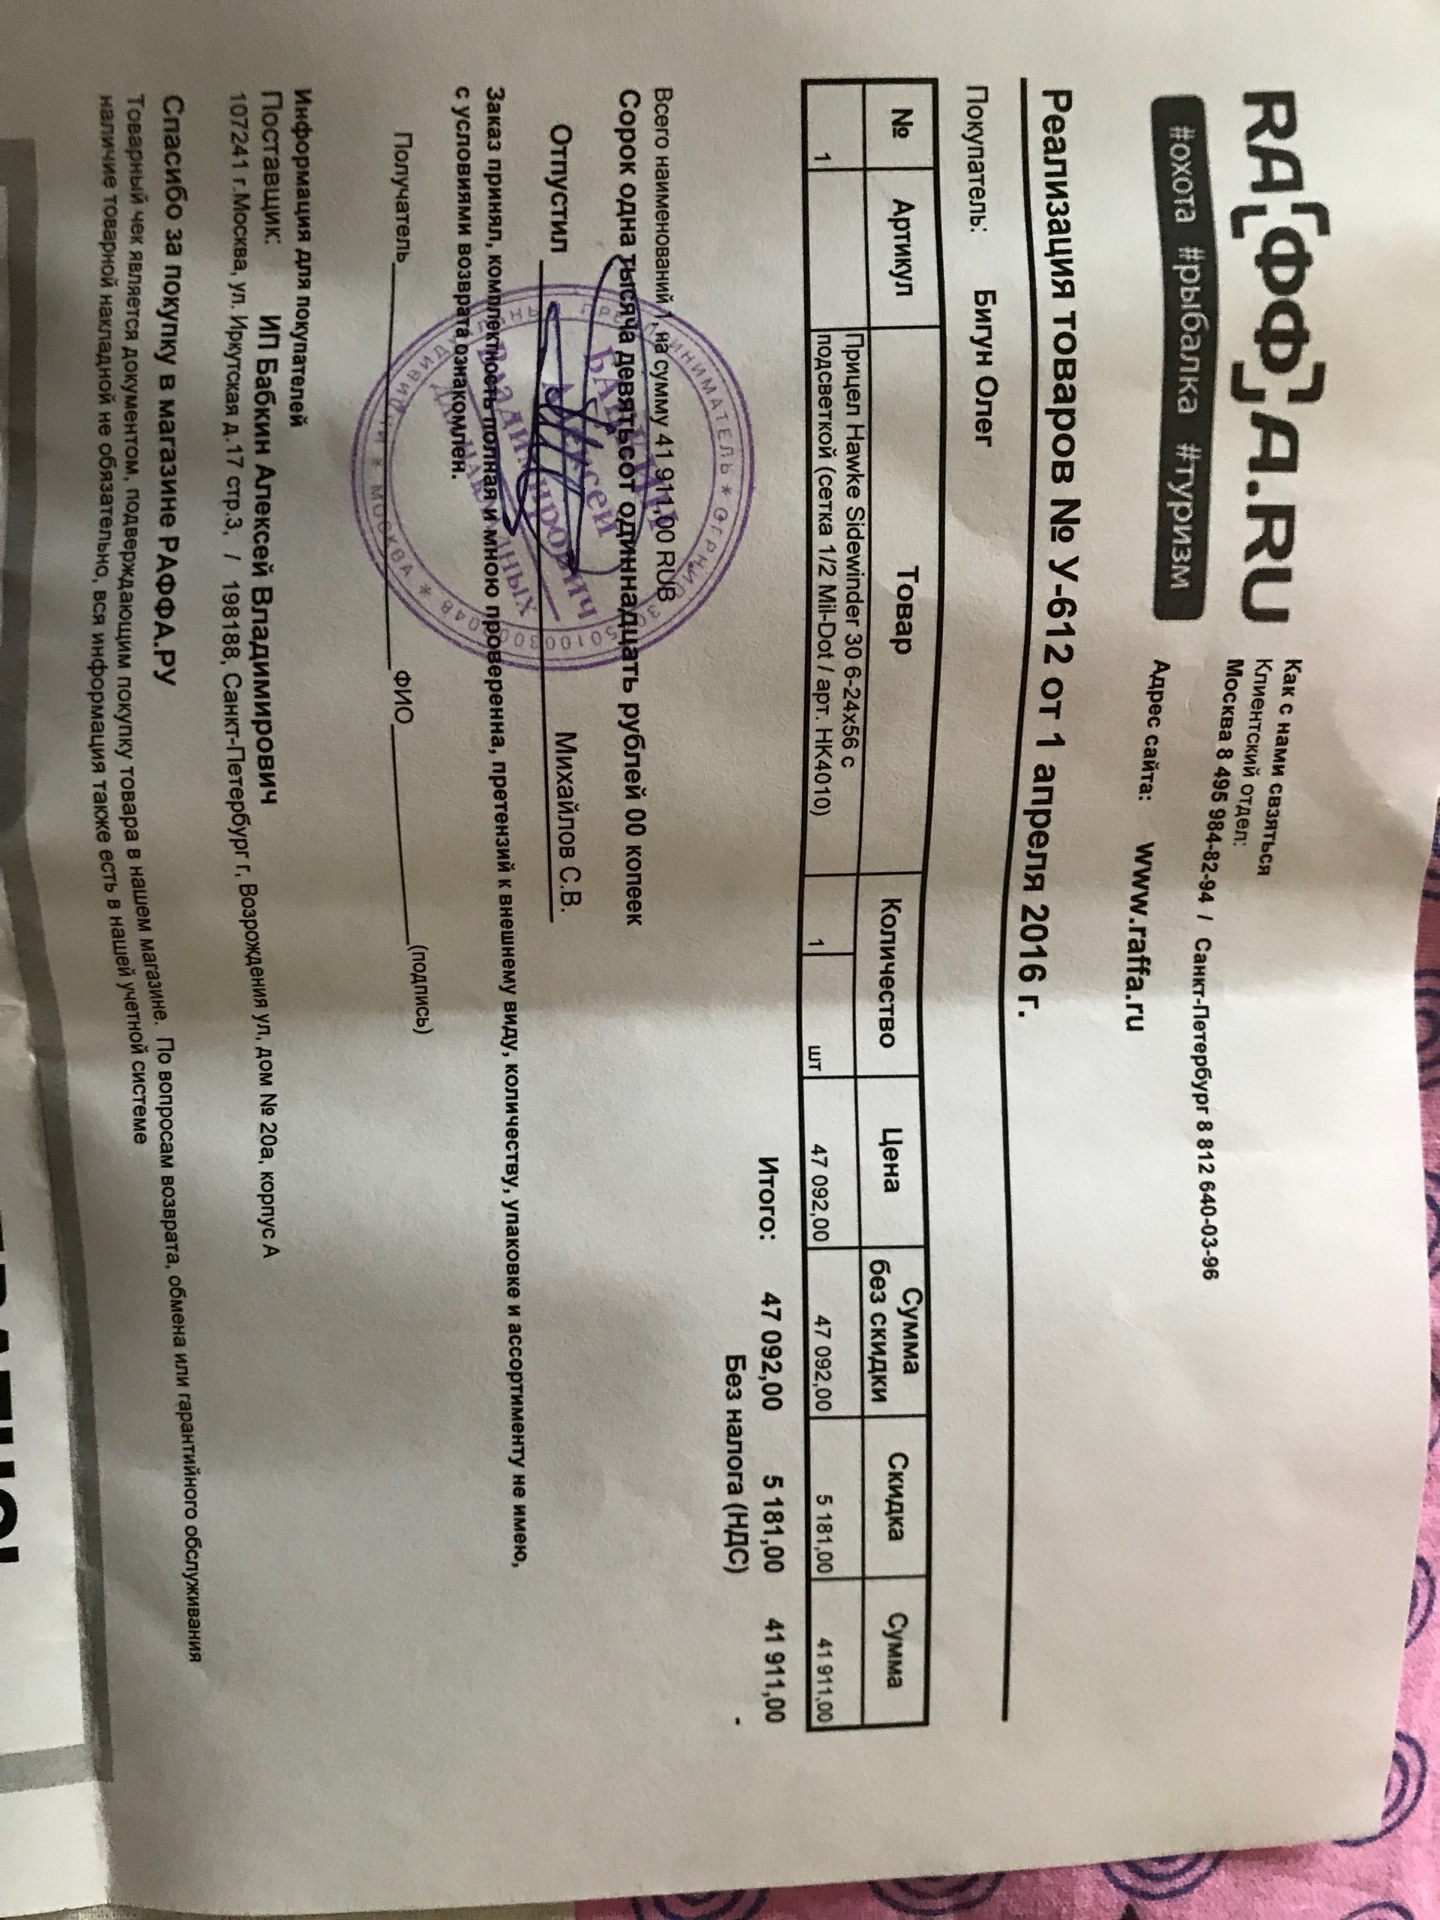 RAФФA.RU
#охота #рыбалка #туризм
Как с нами свзяться
Клиентский отдел:
Москва 8 495 984-82-94 / Санкт-Петербург 8 812 640-03-96
Адрес сайта: www.raffa.ru
Реализация товаров № У-612 от 1 апреля 2016 г.
Покупатель: Бигун Олег
№ Артикул Товар Количество Цена Сумма без скидки Скидка Сумма
1 Прицел Hawke Sidewinder 30 6-24x56 с
подсветкой (сетка 1/2 Mil-Dot / арт. HK4010) 1 шт 47 092,00 47 092,00 5 181,00 41 911,00
Итого: 47 092,00 5 181,00 41 911,00
Без налога (НДС) -
Всего наименований 1, на сумму 41 911,00 RUB
Сорок одна тысяча девятьсот одиннадцать рублей 00 копеек
Отпустил Михайлов С.В.
Заказ принял, комплектность полная и мною проверенна, претензий к внешнему виду, количеству, упаковке и ассортименту не имею,
с условиями возврата ознакомлен.
Получатель ФИО (подпись)
Информация для покупателей
Поставщик: ИП Бабкин Алексей Владимирович
107241 г.Москва, ул. Иркутская д.17 стр.3, / 198188, Санкт-Петербург г, Возрождения ул, дом № 20а, корпус А
Спасибо за покупку в магазине РАФФА.РУ
Товарный чек является документом, подверждающим покупку товара в нашем магазине. По вопросам возврата, обмена или гарантийного обслуживания
наличие товарной накладной не обязательно, вся информация также есть в нашей учетной системе